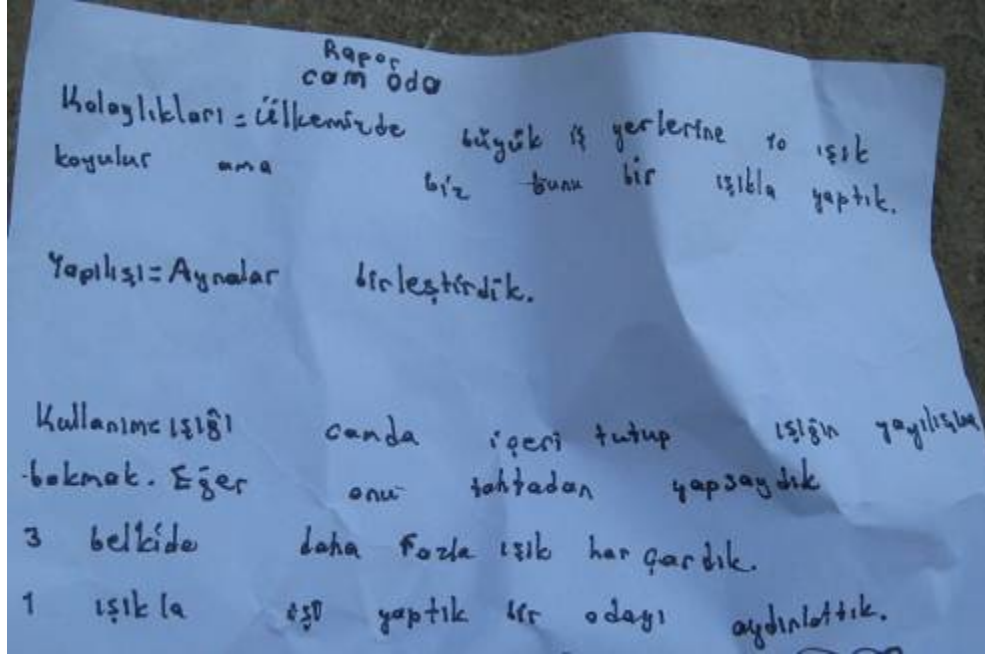 Rapor
cam oda
Kolaylıkları = Ülkemizde büyük iş yerlerine 10 ışık
koyulur ama biz bunu bir ışıkla yaptık.
Yapılışı = Aynalar birleştirdik.
Kullanımı ışığı camda içeri tutup ışığın yayılışına
bakmak. Eğer onu tahtadan yapsaydık
3 belkide daha fazla ışık harçardık.
1 ışıkla işi yaptık bir odayı aydınlattık.